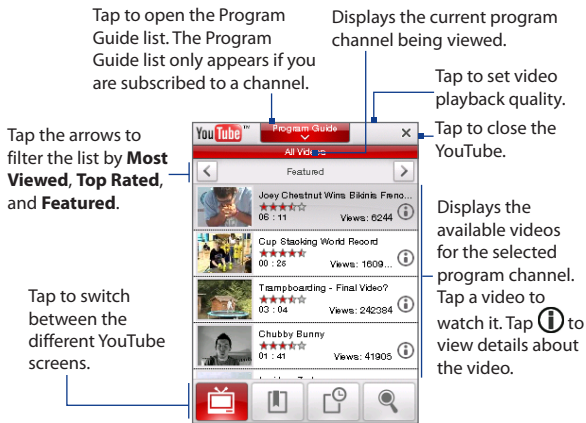 Tap to open the Program
Guide list. The Program
Guide list only appears if you
are subscribed to a channel.
Displays the current program
channel being viewed.
Tap to set video
playback quality.
Tap to close the
YouTube.
Tap the arrows to
filter the list by Most
Viewed, Top Rated,
and Featured.
You Tube ™
Program Guide
All Videos
Featured
Joey Chestnut Wins Bikinis Freno...
06 : 11 Views: 6244
Cup Stacking World Record
00 : 26 Views: 1609...
Trampboarding - Final Video?
03 : 04 Views: 242384
Chubby Bunny
01 : 41 Views: 41905
Displays the
available videos
for the selected
program channel.
Tap a video to
watch it. Tap ⓘ to
view details about
the video.
Tap to switch
between the
different YouTube
screens.